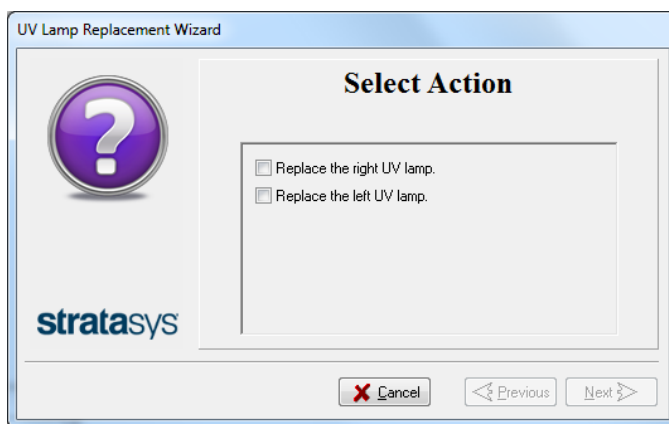 UV Lamp Replacement Wizard
Select Action
Replace the right UV lamp.
Replace the left UV lamp.
stratasys
Cancel
Previous
Next